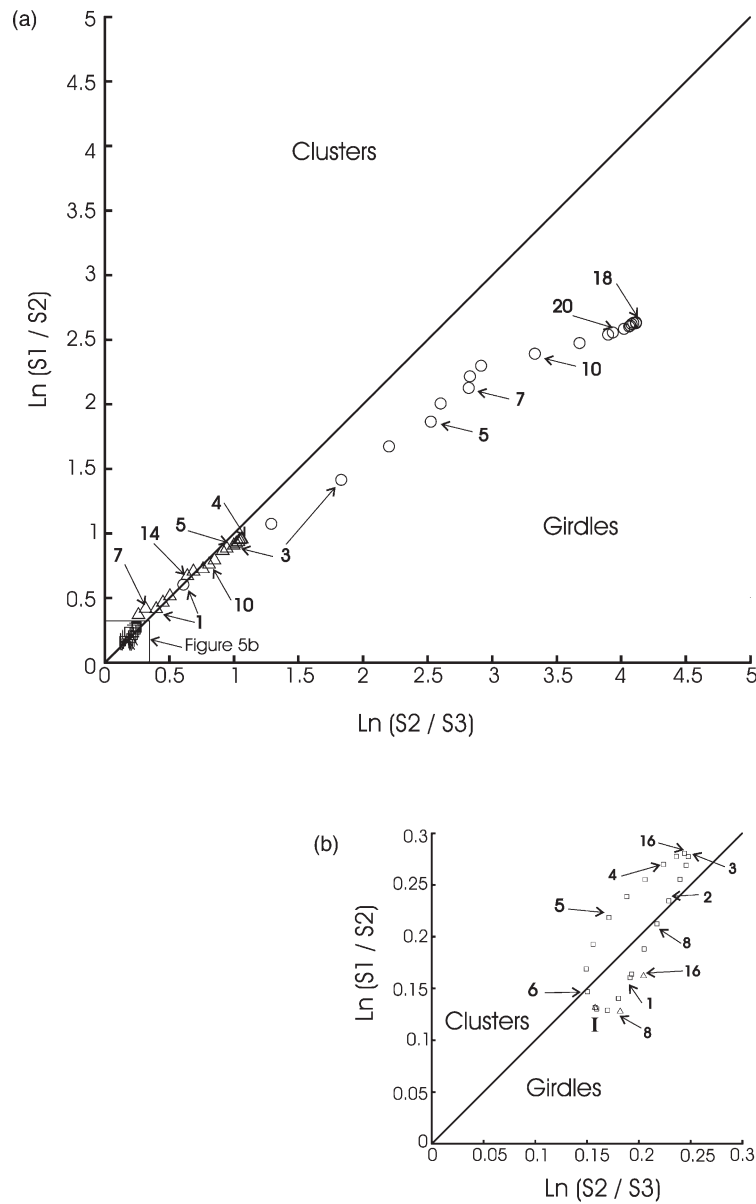 (a)
5
4.5
4
Clusters
3.5
3
18
20
2.5
10
2
7
5
1.5
4
5
1
14
3
Girdles
7
0.5
10
1
Figure 5b
0
0 0.5 1 1.5 2 2.5 3 3.5 4 4.5 5
Ln (S1 / S2)
Ln (S2 / S3)
(b)
0.3
16
3
4
0.25
2
5
0.2
8
16
0.15
6
1
I
8
Clusters
0.1
Girdles
0.05
0
0 0.05 0.1 0.15 0.2 0.25 0.3
Ln (S1 / S2)
Ln (S2 / S3)